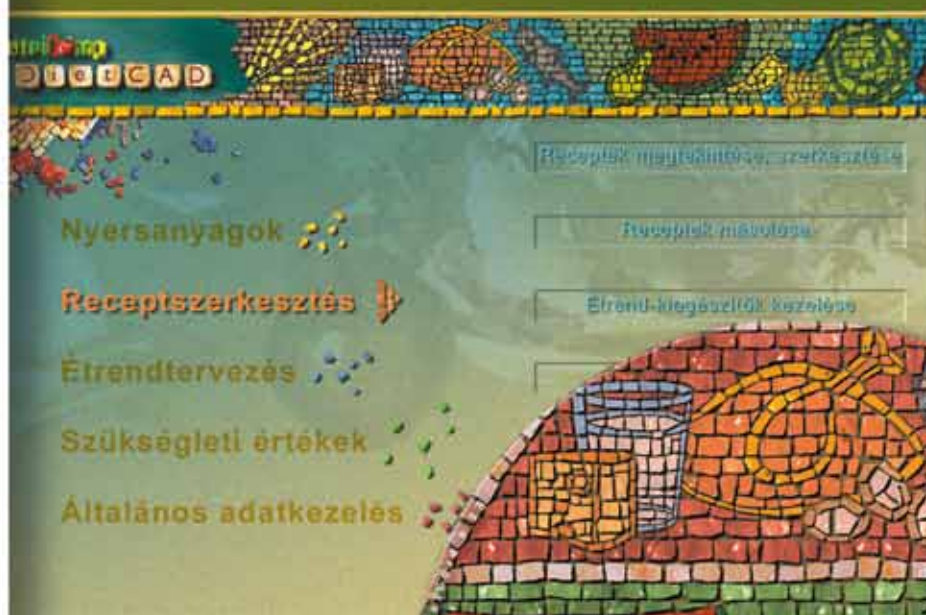 DietCAD
Receptek megtekintése, szerkesztése
Nyersanyagok
Receptek másolása
Receptszerkesztés
Étrend-kiegészítők kezelése
Étrendtervezés
Szükségleti értékek
Általános adatkezelés